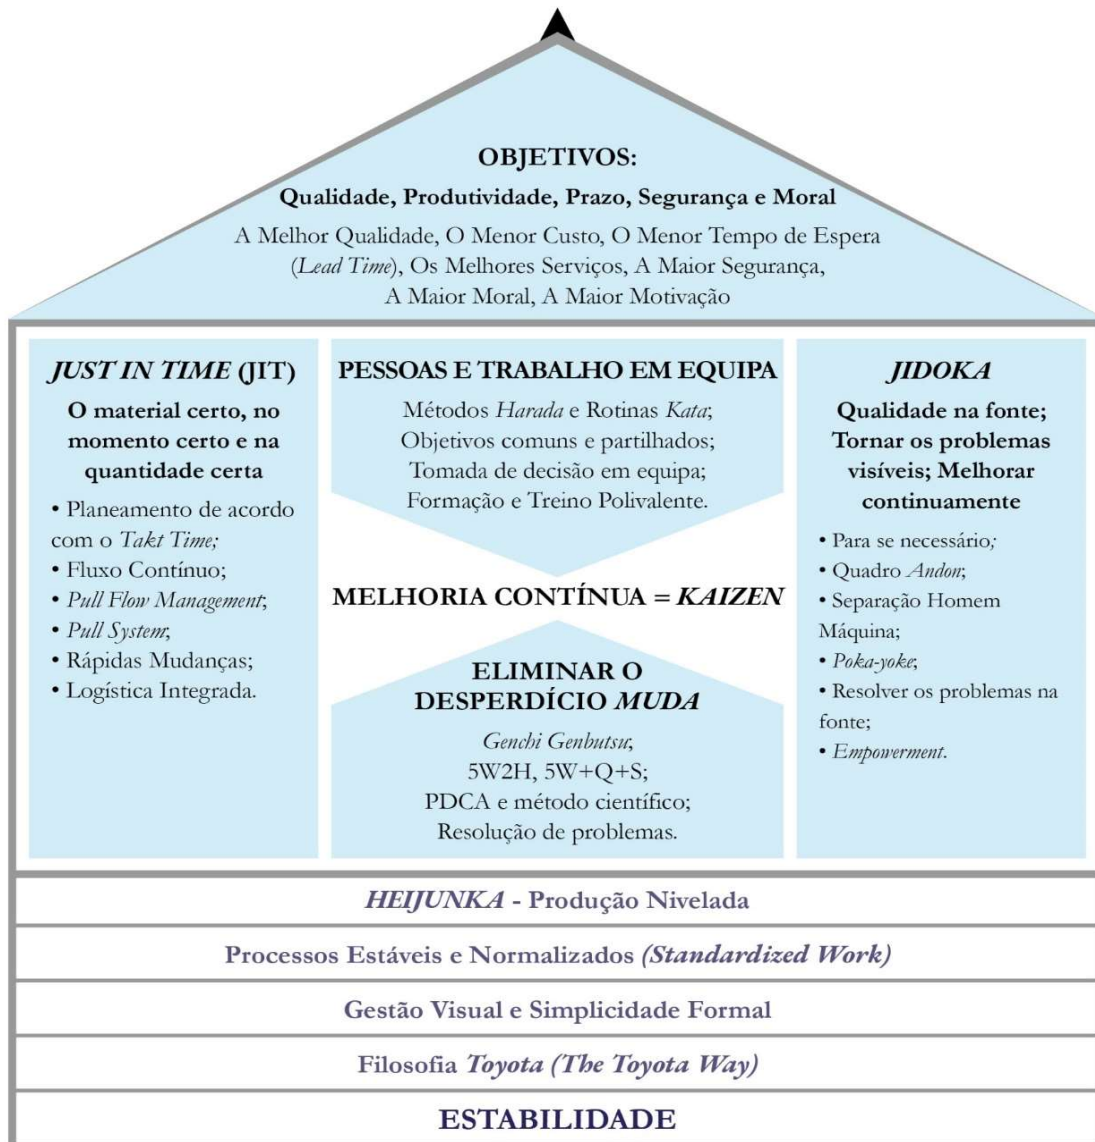 OBJETIVOS:
Qualidade, Produtividade, Prazo, Segurança e Moral
A Melhor Qualidade, O Menor Custo, O Menor Tempo de Espera
(Lead Time), Os Melhores Serviços, A Maior Segurança,
A Maior Moral, A Maior Motivação
JUST IN TIME (JIT)
O material certo, no
momento certo e na
quantidade certa
• Planeamento de acordo
com o Takt Time;
• Fluxo Contínuo;
• Pull Flow Management;
• Pull System;
• Rápidas Mudanças;
• Logística Integrada.
PESSOAS E TRABALHO EM EQUIPA
Métodos Harada e Rotinas Kata;
Objetivos comuns e partilhados;
Tomada de decisão em equipa;
Formação e Treino Polivalente.
MELHORIA CONTÍNUA = KAIZEN
ELIMINAR O
DESPERDÍCIO MUDA
Genchi Genbutsu;
5W2H, 5W+Q+S;
PDCA e método científico;
Resolução de problemas.
JIDOKA
Qualidade na fonte;
Tornar os problemas
visíveis; Melhorar
continuamente
• Para se necessário;
• Quadro Andon;
• Separação Homem
Máquina;
• Poka-yoke;
• Resolver os problemas na
fonte;
• Empowerment.
HEIJUNKA - Produção Nivelada
Processos Estáveis e Normalizados (Standardized Work)
Gestão Visual e Simplicidade Formal
Filosofia Toyota (The Toyota Way)
ESTABILIDADE